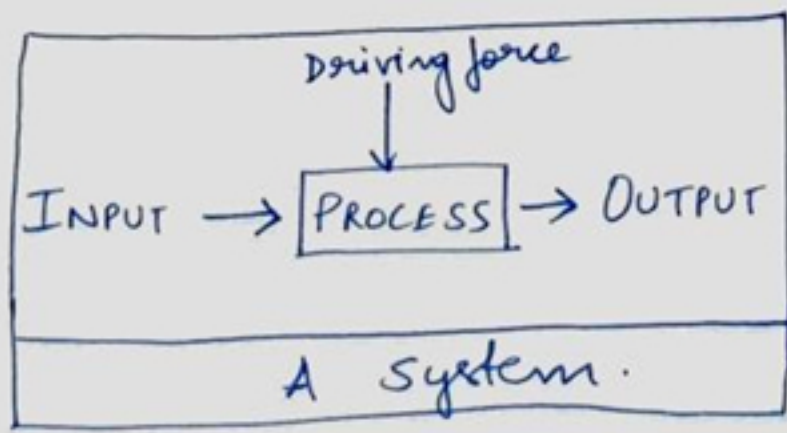 Driving force
INPUT → PROCESS → OUTPUT
A system.